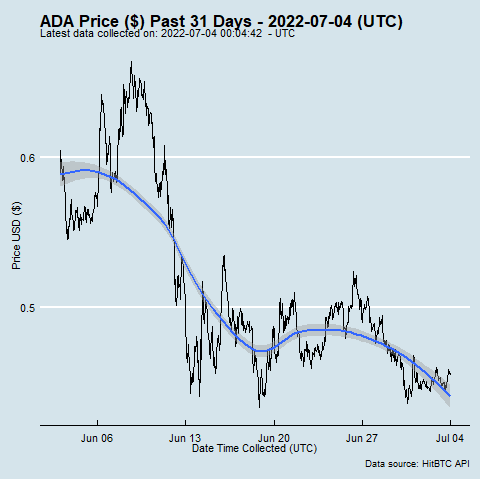 ADA Price ($) Past 31 Days - 2022-07-04 (UTC)
Latest data collected on: 2022-07-04 00:04:42  - UTC
Price USD ($)
0.6
0.5
Jun 06 Jun 13 Jun 20 Jun 27 Jul 04
Date Time Collected (UTC)
Data source: HitBTC API